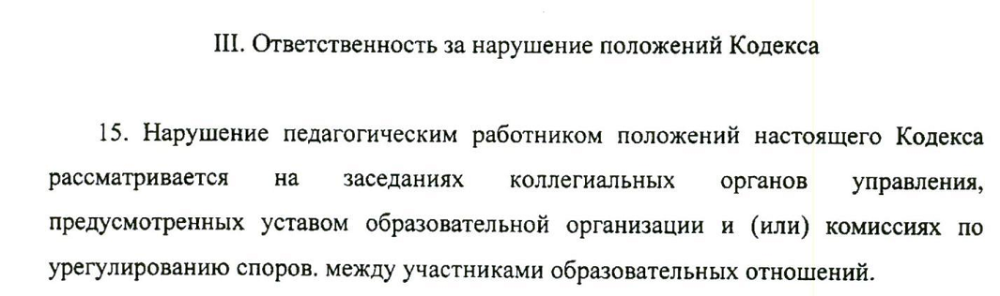 III. Ответственность за нарушение положений Кодекса
15. Нарушение педагогическим работником положений настоящего Кодекса
рассматривается на заседаниях коллегиальных органов управления,
предусмотренных уставом образовательной организации и (или) комиссиях по
урегулированию споров. между участниками образовательных отношений.